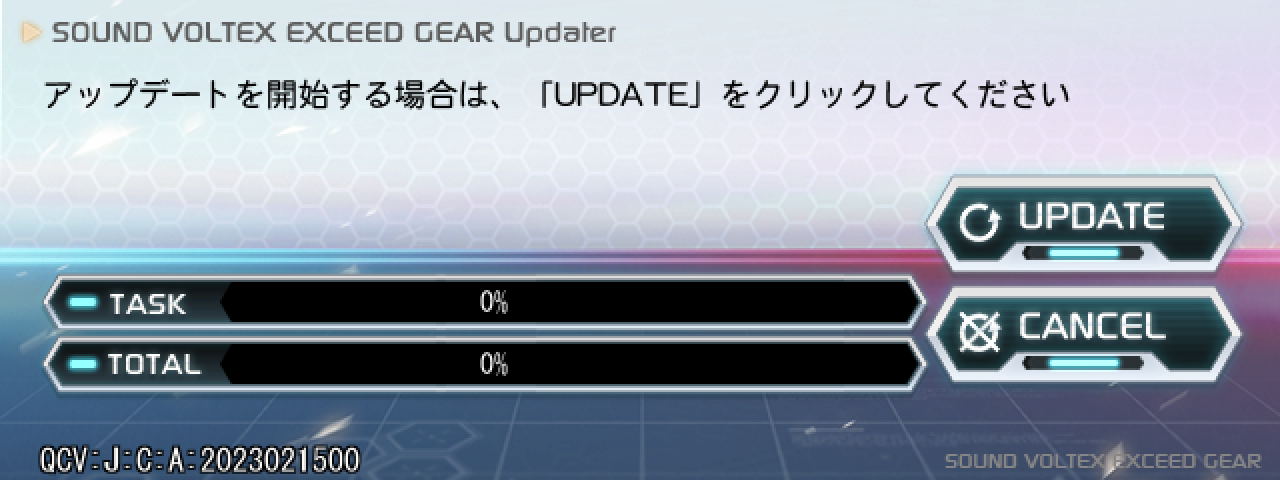 SOUND VOLTEX EXCEED GEAR Updater
アップデートを開始する場合は、「UPDATE」をクリックしてください
UPDATE
TASK 0%
CANCEL
TOTAL 0%
QCV:J:C:A:2023021500
SOUND VOLTEX EXCEED GEAR